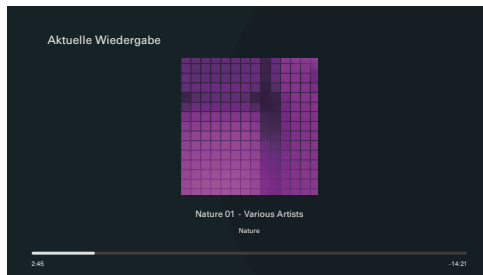 Aktuelle Wiedergabe
Nature 01 - Various Artists
Nature
2:45
-14:21